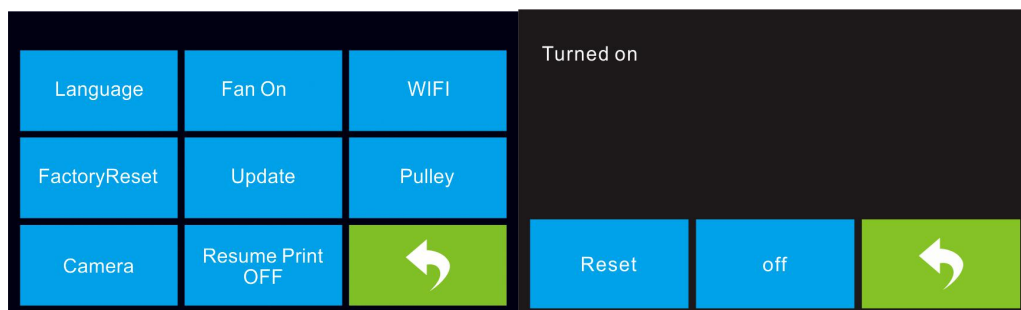 Language
Fan On
WIFI
FactoryReset
Update
Pulley
Camera
Resume Print
OFF
Turned on
Reset
off